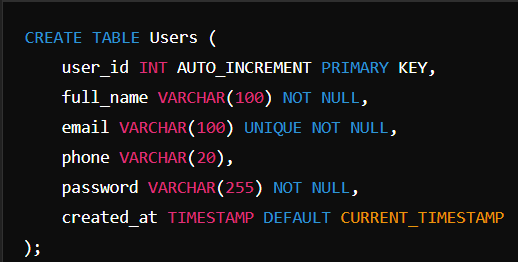 CREATE TABLE Users (
    user_id INT AUTO_INCREMENT PRIMARY KEY,
    full_name VARCHAR(100) NOT NULL,
    email VARCHAR(100) UNIQUE NOT NULL,
    phone VARCHAR(20),
    password VARCHAR(255) NOT NULL,
    created_at TIMESTAMP DEFAULT CURRENT_TIMESTAMP
);